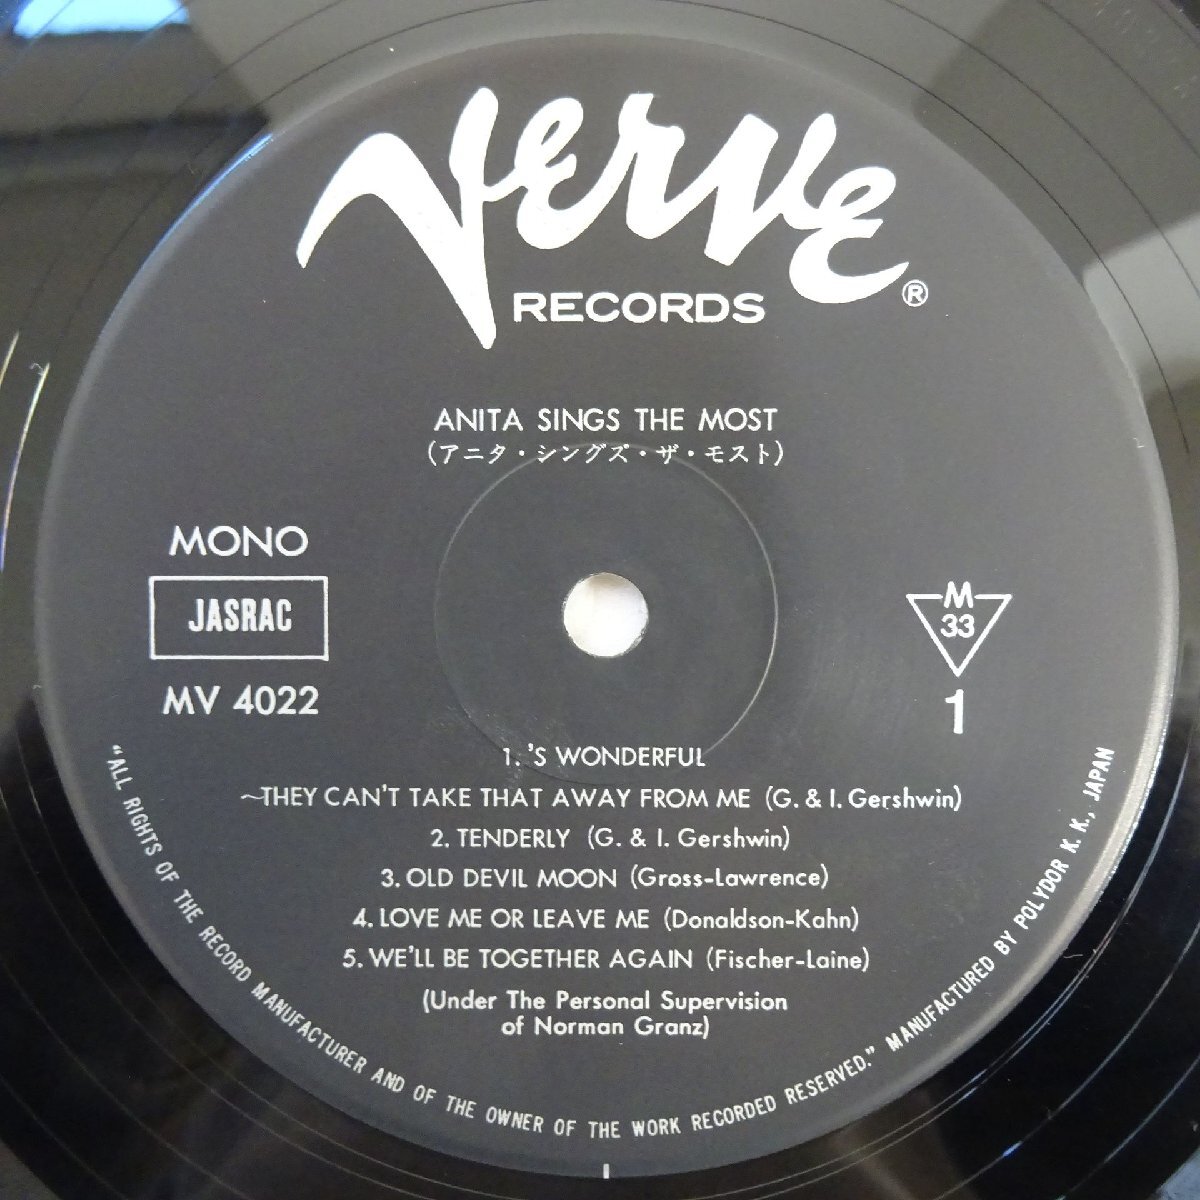 VERVE
RECORDS ®
ANITA SINGS THE MOST
(アニタ・シングズ・ザ・モスト)
MONO
JASRAC
MV 4022
M
33
1
1. 'S WONDERFUL
~THEY CAN'T TAKE THAT AWAY FROM ME (G. & I. Gershwin)
2. TENDERLY (G. & I. Gershwin)
3. OLD DEVIL MOON (Gross-Lawrence)
4. LOVE ME OR LEAVE ME (Donaldson-Kahn)
5. WE'LL BE TOGETHER AGAIN (Fischer-Laine)
(Under The Personal Supervision
of Norman Granz)
"ALL RIGHTS OF THE RECORD MANUFACTURER AND OF THE OWNER OF THE WORK RECORDED RESERVED." MANUFACTURED BY POLYDOR K. K., JAPAN